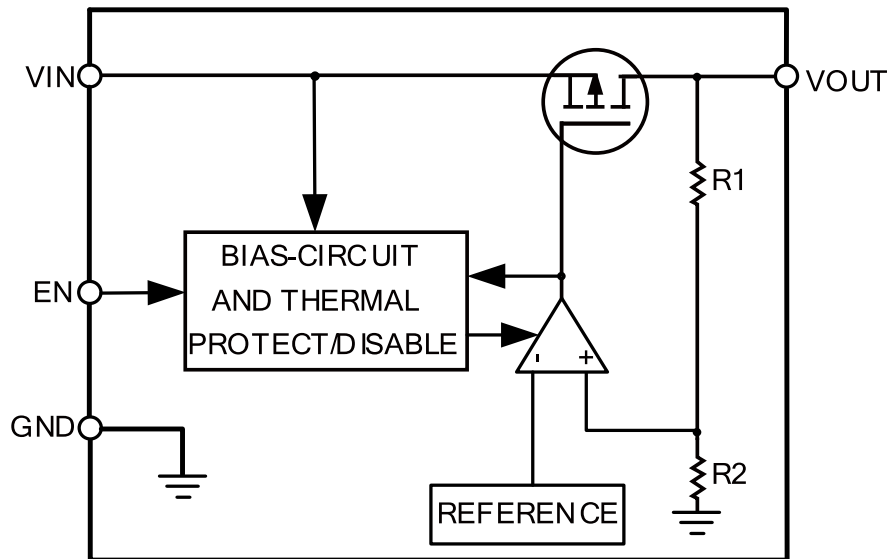 VIN
VOUT
R1
BIAS-CIRCUIT
AND THERMAL
PROTECT/DISABLE
EN
- +
GND
R2
REFERENCE